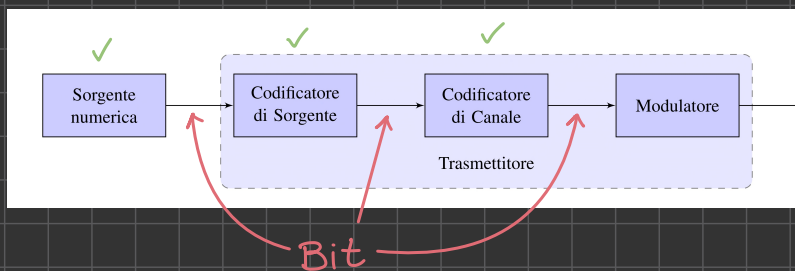 Sorgente
numerica
Codificatore
di Sorgente
Codificatore
di Canale
Modulatore
Trasmettitore
Bit